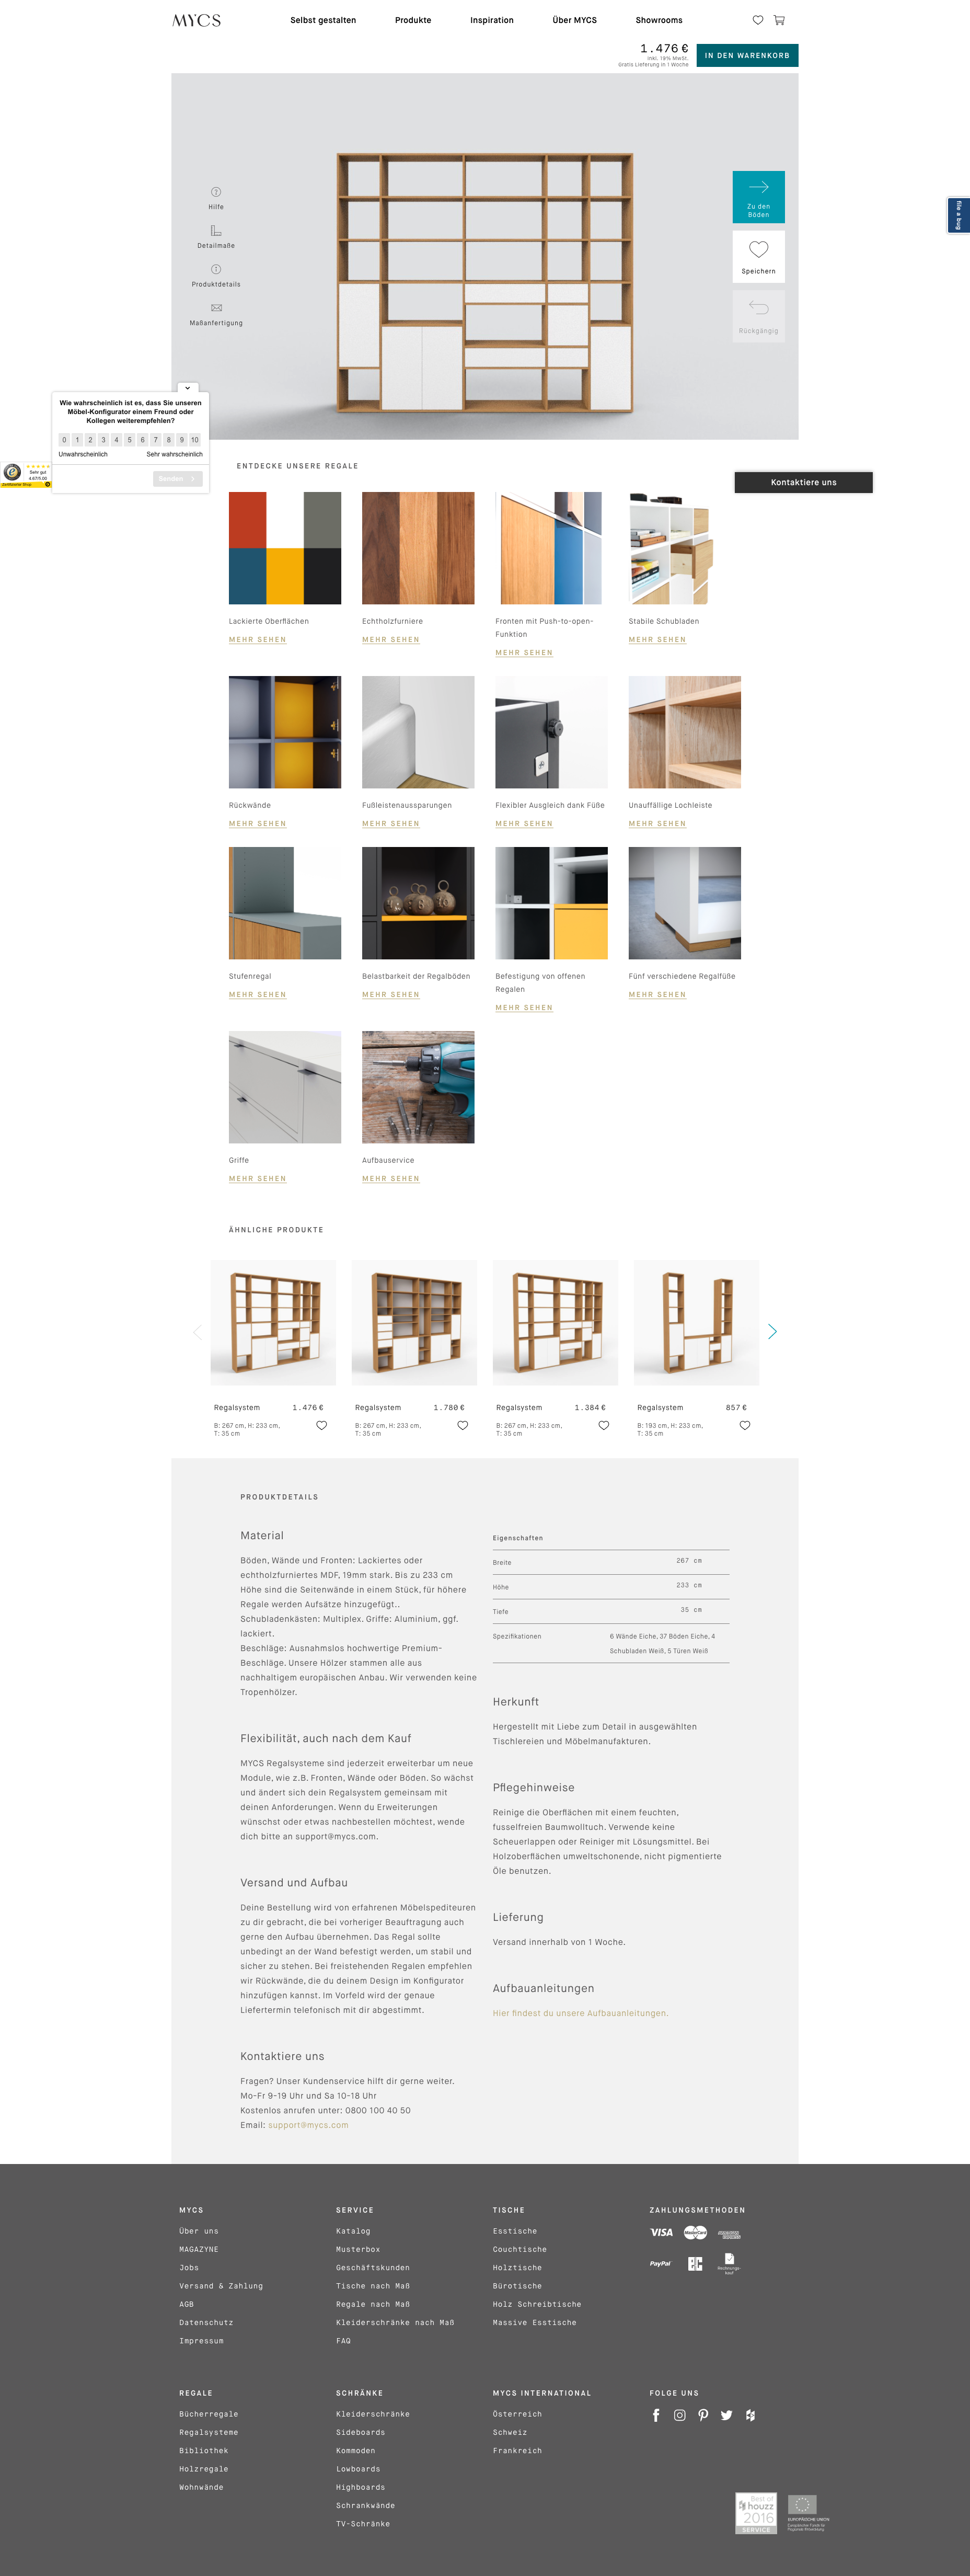 MYCS
Selbst gestalten
Produkte
Inspiration
Über MYCS
Showrooms
1.476 €
inkl. 19% MwSt.
Gratis Lieferung in 1 Woche
IN DEN WARENKORB
Hilfe
Detailmaße
Produktdetails
Maßanfertigung
Zu den
Böden
Speichern
Rückgängig
file a bug
Wie wahrscheinlich ist es, dass Sie unseren
Möbel-Konfigurator einem Freund oder
Kollegen weiterempfehlen?
0 1 2 3 4 5 6 7 8 9 10
Unwahrscheinlich
Sehr wahrscheinlich
Senden
Sehr gut
4.67/5.00
Zertifizierter Shop
Kontaktiere uns
ENTDECKE UNSERE REGALE
Lackierte Oberflächen
MEHR SEHEN
Echtholzfurniere
MEHR SEHEN
Fronten mit Push-to-open-
Funktion
MEHR SEHEN
Stabile Schubladen
MEHR SEHEN
Rückwände
MEHR SEHEN
Fußleistenaussparungen
MEHR SEHEN
Flexibler Ausgleich dank Füße
MEHR SEHEN
Unauffällige Lochleiste
MEHR SEHEN
Stufenregal
MEHR SEHEN
Belastbarkeit der Regalböden
MEHR SEHEN
Befestigung von offenen
Regalen
MEHR SEHEN
Fünf verschiedene Regalfüße
MEHR SEHEN
Griffe
MEHR SEHEN
Aufbauservice
MEHR SEHEN
ÄHNLICHE PRODUKTE
Regalsystem 1.476 €
B: 267 cm, H: 233 cm,
T: 35 cm
Regalsystem 1.780 €
B: 267 cm, H: 233 cm,
T: 35 cm
Regalsystem 1.384 €
B: 267 cm, H: 233 cm,
T: 35 cm
Regalsystem 857 €
B: 193 cm, H: 233 cm,
T: 35 cm
PRODUKTDETAILS
Material
Böden, Wände und Fronten: Lackiertes oder
echtholzfurniertes MDF, 19mm stark. Bis zu 233 cm
Höhe sind die Seitenwände in einem Stück, für höhere
Regale werden Aufsätze hinzugefügt..
Schubladenkästen: Multiplex. Griffe: Aluminium, ggf.
lackiert.
Beschläge: Ausnahmslos hochwertige Premium-
Beschläge. Unsere Hölzer stammen alle aus
nachhaltigem europäischen Anbau. Wir verwenden keine
Tropenhölzer.
Flexibilität, auch nach dem Kauf
MYCS Regalsysteme sind jederzeit erweiterbar um neue
Module, wie z.B. Fronten, Wände oder Böden. So wächst
und ändert sich dein Regalsystem gemeinsam mit
deinen Anforderungen. Wenn du Erweiterungen
wünschst oder etwas nachbestellen möchtest, wende
dich bitte an support@mycs.com.
Versand und Aufbau
Deine Bestellung wird von erfahrenen Möbelspediteuren
zu dir gebracht, die bei vorheriger Beauftragung auch
gerne den Aufbau übernehmen. Das Regal sollte
unbedingt an der Wand befestigt werden, um stabil und
sicher zu stehen. Bei freistehenden Regalen empfehlen
wir Rückwände, die du deinem Design im Konfigurator
hinzufügen kannst. Im Vorfeld wird der genaue
Liefertermin telefonisch mit dir abgestimmt.
Kontaktiere uns
Fragen? Unser Kundenservice hilft dir gerne weiter.
Mo-Fr 9-19 Uhr und Sa 10-18 Uhr
Kostenlos anrufen unter: 0800 100 40 50
Email: support@mycs.com
Eigenschaften
Breite 267 cm
Höhe 233 cm
Tiefe 35 cm
Spezifikationen 6 Wände Eiche, 37 Böden Eiche, 4
Schubladen Weiß, 5 Türen Weiß
Herkunft
Hergestellt mit Liebe zum Detail in ausgewählten
Tischlereien und Möbelmanufakturen.
Pflegehinweise
Reinige die Oberflächen mit einem feuchten,
fusselfreien Baumwolltuch. Verwende keine
Scheuerlappen oder Reiniger mit Lösungsmittel. Bei
Holzoberflächen umweltschonende, nicht pigmentierte
Öle benutzen.
Lieferung
Versand innerhalb von 1 Woche.
Aufbauanleitungen
Hier findest du unsere Aufbauanleitungen.
MYCS
Über uns
MAGAZYNE
Jobs
Versand & Zahlung
AGB
Datenschutz
Impressum
SERVICE
Katalog
Musterbox
Geschäftskunden
Tische nach Maß
Regale nach Maß
Kleiderschränke nach Maß
FAQ
TISCHE
Esstische
Couchtische
Holztische
Bürotische
Holz Schreibtische
Massive Esstische
ZAHLUNGSMETHODEN
VISA
MasterCard
AMERICAN EXPRESS
PayPal
EC
Rechnungs-
kauf
REGALE
Bücherregale
Regalsysteme
Bibliothek
Holzregale
Wohnwände
SCHRÄNKE
Kleiderschränke
Sideboards
Kommoden
Lowboards
Highboards
Schrankwände
TV-Schränke
MYCS INTERNATIONAL
Österreich
Schweiz
Frankreich
FOLGE UNS
Best of
houzz
2016
SERVICE
EUROPÄISCHE UNION